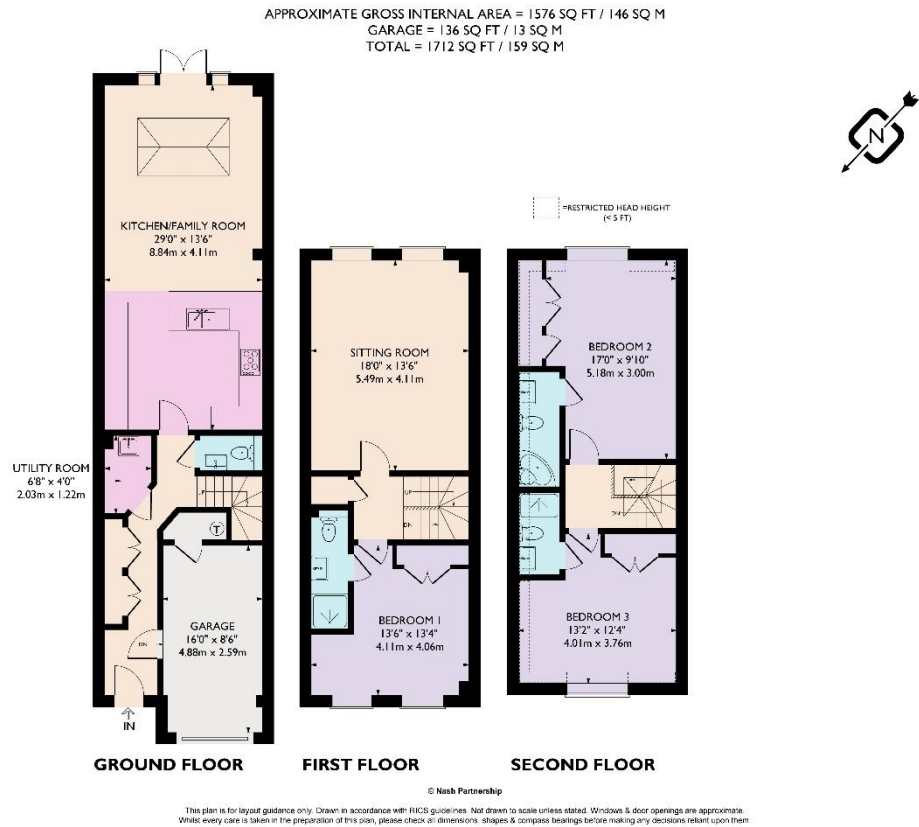 APPROXIMATE GROSS INTERNAL AREA = 1576 SQ FT / 146 SQ M
GARAGE = 136 SQ FT / 13 SQ M
TOTAL = 1712 SQ FT / 159 SQ M
N
=RESTRICTED HEAD HEIGHT
(< 5 FT)
KITCHEN/FAMILY ROOM
29'0" x 13'6"
8.84m x 4.11m
SITTING ROOM
18'0" x 13'6"
5.49m x 4.11m
BEDROOM 2
17'0" x 9'10"
5.18m x 3.00m
UTILITY ROOM
6'8" x 4'0"
2.03m x 1.22m
UP
T
UP
DN
DN
GARAGE
16'0" x 8'6"
4.88m x 2.59m
DN
BEDROOM 1
13'6" x 13'4"
4.11m x 4.06m
BEDROOM 3
13'2" x 12'4"
4.01m x 3.76m
IN
GROUND FLOOR
FIRST FLOOR
SECOND FLOOR
© Nash Partnership
This plan is for layout guidance only. Drawn in accordance with RICS guidelines. Not drawn to scale unless stated. Windows & door openings are approximate.
Whilst every care is taken in the preparation of this plan, please check all dimensions, shapes & compass bearings before making any decisions reliant upon them